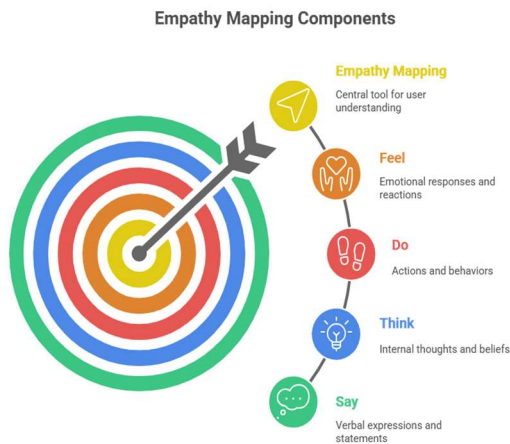 Empathy Mapping Components
Empathy Mapping
Central tool for user
understanding
Feel
Emotional responses and
reactions
Do
Actions and behaviors
Think
Internal thoughts and beliefs
Say
Verbal expressions and
statements